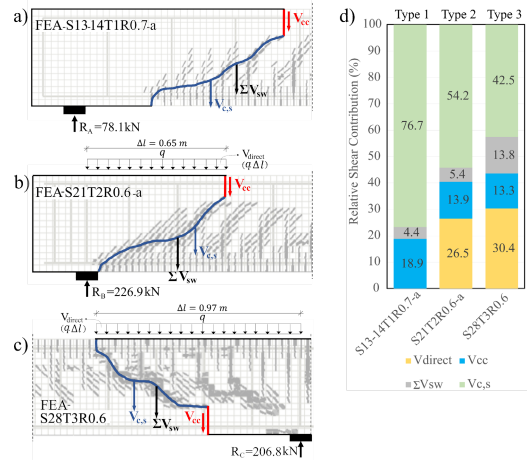 a)
FEA-S13-14T1R0.7-a
Vcc
ΣVsw
Vc,s
RA=78.1kN
Δl = 0.65 m
q
Vdirect
(q Δl)
b)
FEA-S21T2R0.6-a
Vcc
Vc,s
ΣVsw
RB=226.9kN
Δl = 0.97 m
q
Vdirect
(q Δl)
c)
FEA-
S28T3R0.6
Vc,s
ΣVsw
Vcc
RC=206.8kN
d)
Type 1 Type 2 Type 3
Relative Shear Contribution (%)
100
90
80
70
60
50
40
30
20
10
0
76.7
4.4
18.9
54.2
5.4
13.9
26.5
42.5
13.8
13.3
30.4
S13-14T1R0.7-a
S21T2R0.6-a
S28T3R0.6
Vdirect Vcc
ΣVsw Vc,s